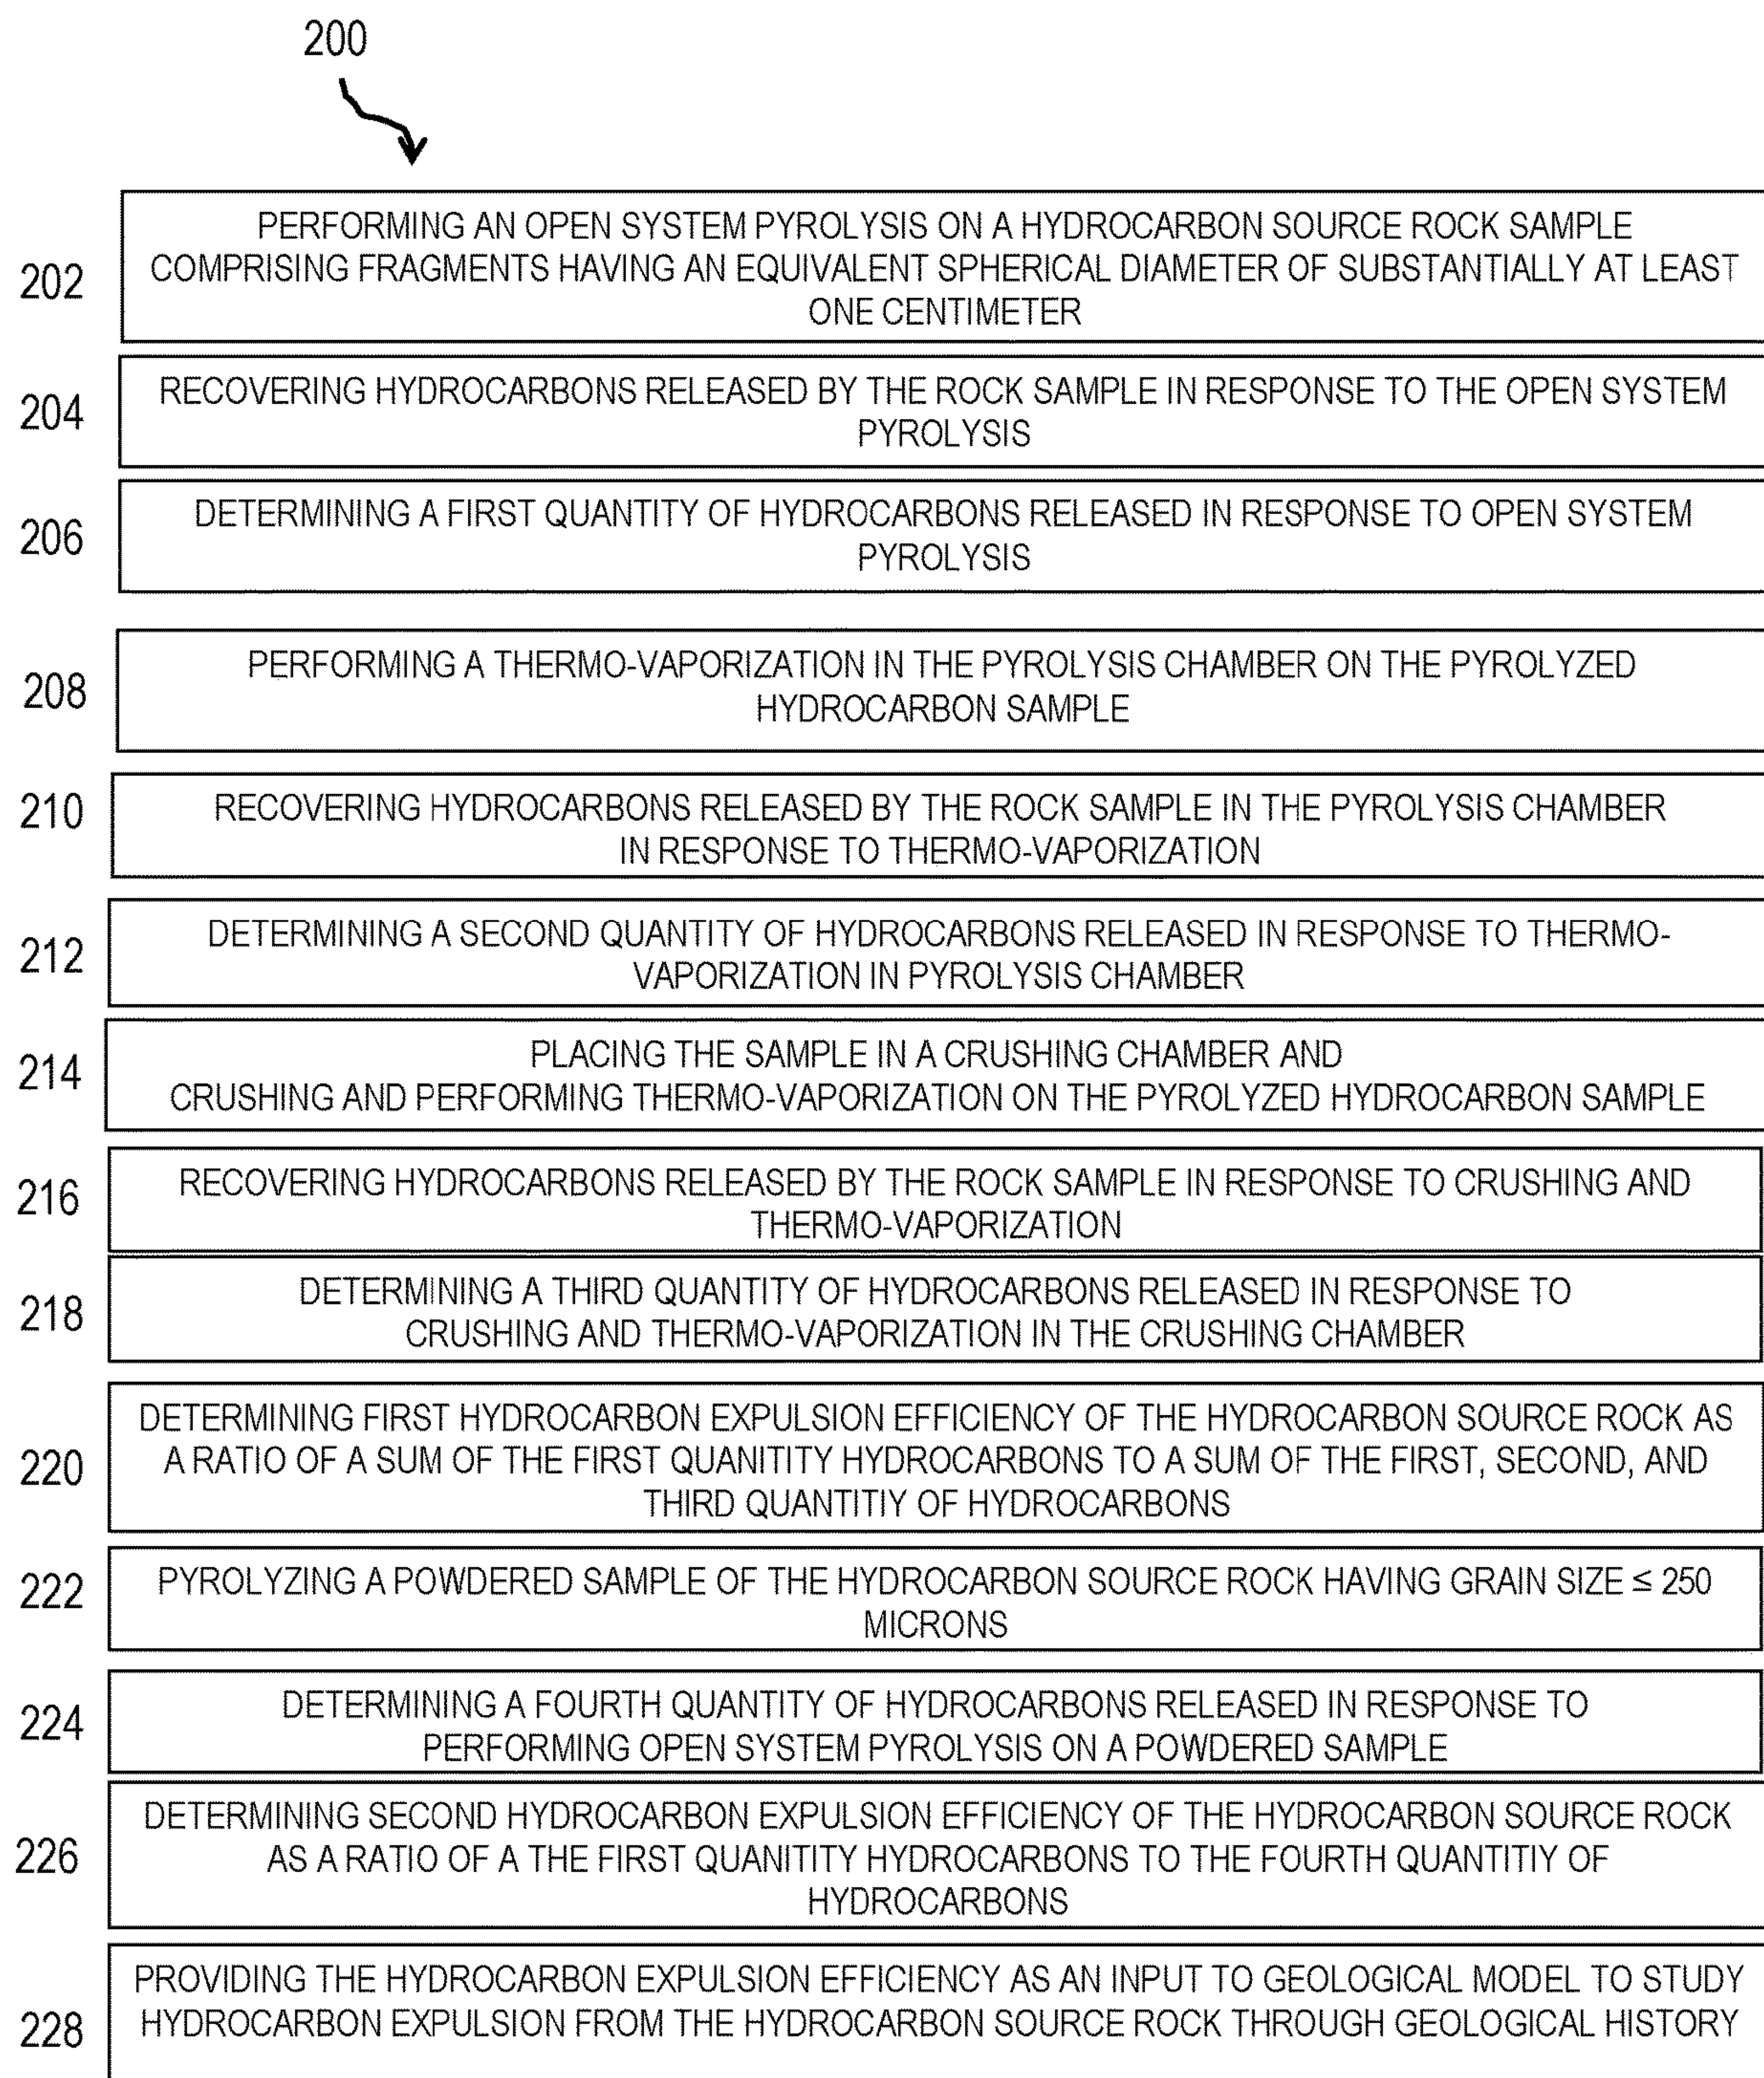 200
202
PERFORMING AN OPEN SYSTEM PYROLYSIS ON A HYDROCARBON SOURCE ROCK SAMPLE
COMPRISING FRAGMENTS HAVING AN EQUIVALENT SPHERICAL DIAMETER OF SUBSTANTIALLY AT LEAST
ONE CENTIMETER
204
RECOVERING HYDROCARBONS RELEASED BY THE ROCK SAMPLE IN RESPONSE TO THE OPEN SYSTEM
PYROLYSIS
206
DETERMINING A FIRST QUANTITY OF HYDROCARBONS RELEASED IN RESPONSE TO OPEN SYSTEM
PYROLYSIS
208
PERFORMING A THERMO-VAPORIZATION IN THE PYROLYSIS CHAMBER ON THE PYROLYZED
HYDROCARBON SAMPLE
210
RECOVERING HYDROCARBONS RELEASED BY THE ROCK SAMPLE IN THE PYROLYSIS CHAMBER
IN RESPONSE TO THERMO-VAPORIZATION
212
DETERMINING A SECOND QUANTITY OF HYDROCARBONS RELEASED IN RESPONSE TO THERMO-
VAPORIZATION IN PYROLYSIS CHAMBER
214
PLACING THE SAMPLE IN A CRUSHING CHAMBER AND
CRUSHING AND PERFORMING THERMO-VAPORIZATION ON THE PYROLYZED HYDROCARBON SAMPLE
216
RECOVERING HYDROCARBONS RELEASED BY THE ROCK SAMPLE IN RESPONSE TO CRUSHING AND
THERMO-VAPORIZATION
218
DETERMINING A THIRD QUANTITY OF HYDROCARBONS RELEASED IN RESPONSE TO
CRUSHING AND THERMO-VAPORIZATION IN THE CRUSHING CHAMBER
220
DETERMINING FIRST HYDROCARBON EXPULSION EFFICIENCY OF THE HYDROCARBON SOURCE ROCK AS
A RATIO OF A SUM OF THE FIRST QUANITITY HYDROCARBONS TO A SUM OF THE FIRST, SECOND, AND
THIRD QUANTITIY OF HYDROCARBONS
222
PYROLYZING A POWDERED SAMPLE OF THE HYDROCARBON SOURCE ROCK HAVING GRAIN SIZE ≤ 250
MICRONS
224
DETERMINING A FOURTH QUANTITY OF HYDROCARBONS RELEASED IN RESPONSE TO
PERFORMING OPEN SYSTEM PYROLYSIS ON A POWDERED SAMPLE
226
DETERMINING SECOND HYDROCARBON EXPULSION EFFICIENCY OF THE HYDROCARBON SOURCE ROCK
AS A RATIO OF A THE FIRST QUANITITY HYDROCARBONS TO THE FOURTH QUANTITIY OF
HYDROCARBONS
228
PROVIDING THE HYDROCARBON EXPULSION EFFICIENCY AS AN INPUT TO GEOLOGICAL MODEL TO STUDY
HYDROCARBON EXPULSION FROM THE HYDROCARBON SOURCE ROCK THROUGH GEOLOGICAL HISTORY